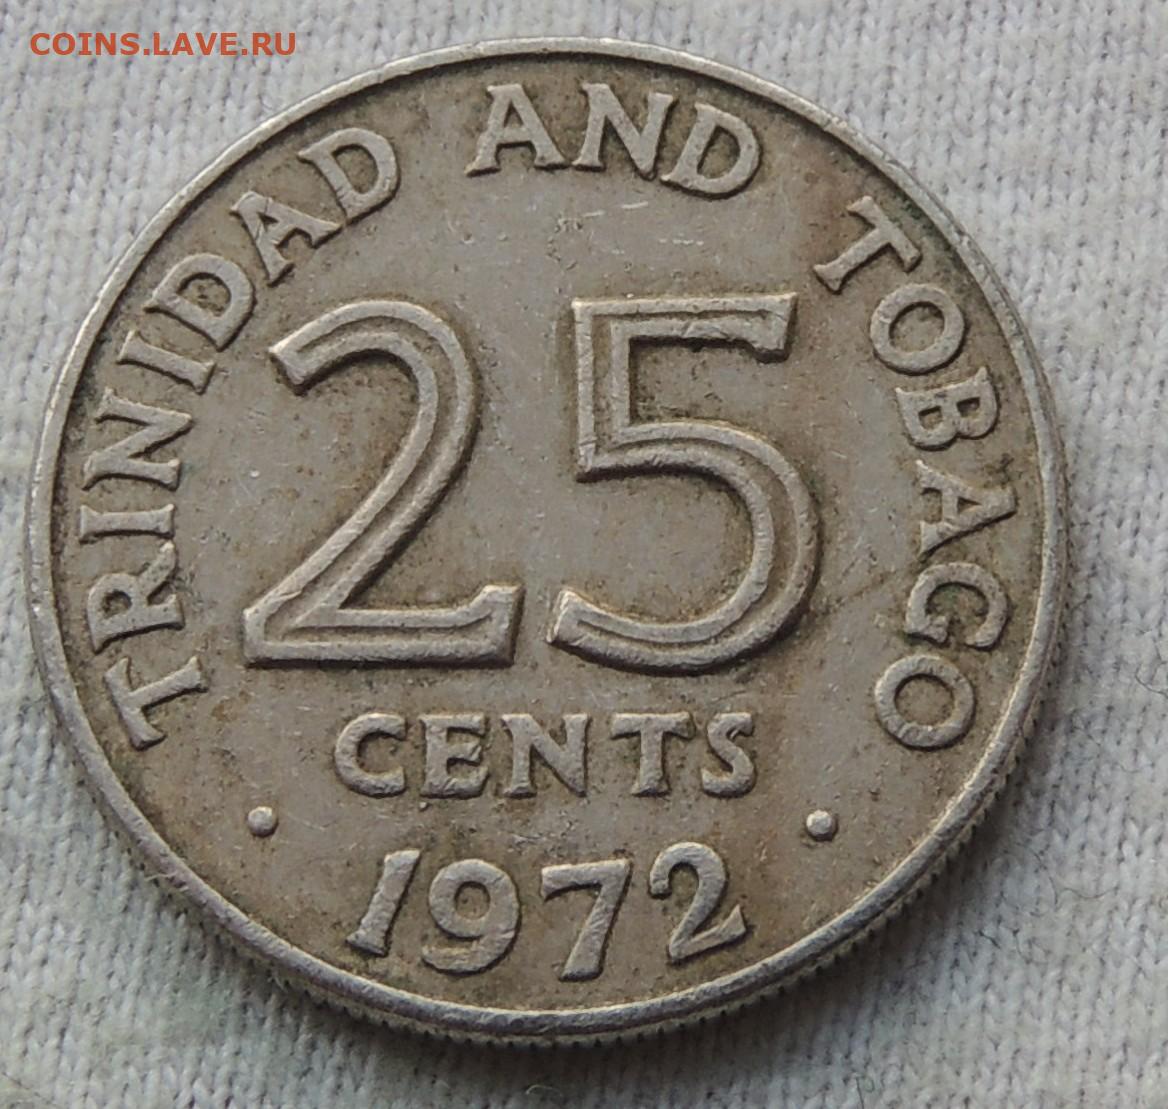 COINS.LAVE.RU
TRINIDAD AND TOBAGO
25
CENTS
• 1972 •